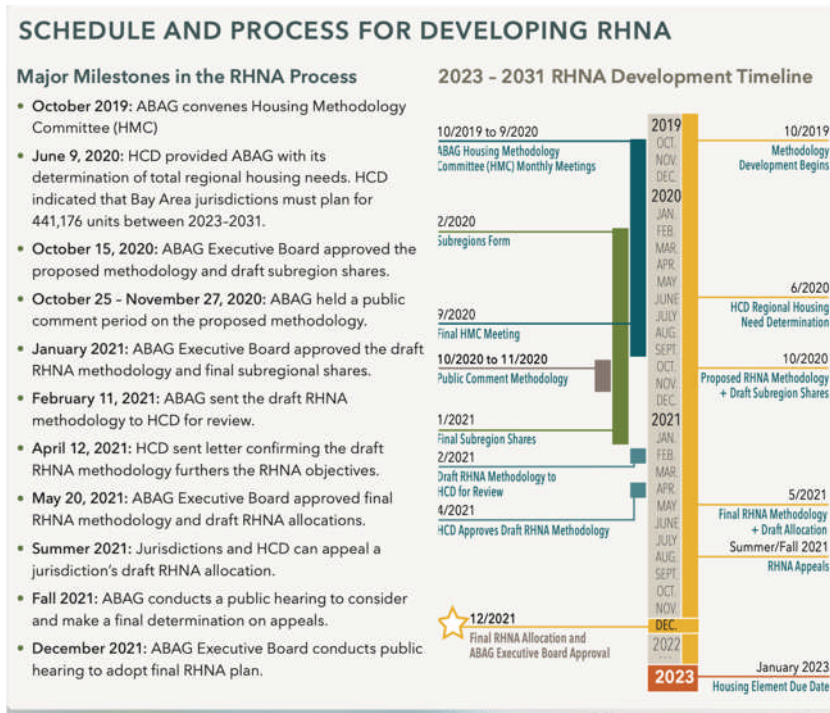 SCHEDULE AND PROCESS FOR DEVELOPING RHNA
Major Milestones in the RHNA Process
• October 2019: ABAG convenes Housing Methodology
Committee (HMC)
• June 9, 2020: HCD provided ABAG with its
determination of total regional housing needs. HCD
indicated that Bay Area jurisdictions must plan for
441,176 units between 2023–2031.
• October 15, 2020: ABAG Executive Board approved the
proposed methodology and draft subregion shares.
• October 25 – November 27, 2020: ABAG held a public
comment period on the proposed methodology.
• January 2021: ABAG Executive Board approved the draft
RHNA methodology and final subregional shares.
• February 11, 2021: ABAG sent the draft RHNA
methodology to HCD for review.
• April 12, 2021: HCD sent letter confirming the draft
RHNA methodology furthers the RHNA objectives.
• May 20, 2021: ABAG Executive Board approved final
RHNA methodology and draft RHNA allocations.
• Summer 2021: Jurisdictions and HCD can appeal a
jurisdiction's draft RHNA allocation.
• Fall 2021: ABAG conducts a public hearing to consider
and make a final determination on appeals.
• December 2021: ABAG Executive Board conducts public
hearing to adopt final RHNA plan.
2023 – 2031 RHNA Development Timeline
10/2019 to 9/2020
ABAG Housing Methodology
Committee (HMC) Monthly Meetings
2/2020
Subregions Form
9/2020
Final HMC Meeting
10/2020 to 11/2020
Public Comment Methodology
1/2021
Final Subregion Shares
2/2021
Draft RHNA Methodology to
HCD for Review
4/2021
HCD Approves Draft RHNA Methodology
12/2021
Final RHNA Allocation and
ABAG Executive Board Approval
2019
OCT.
NOV.
DEC.
2020
JAN.
FEB.
MAR.
APR.
MAY
JUNE
JULY
AUG.
SEPT.
OCT.
NOV.
DEC.
2021
JAN.
FEB.
MAR.
APR.
MAY
JUNE
JULY
AUG.
SEPT.
OCT.
NOV.
DEC.
2022
...
2023
10/2019
Methodology
Development Begins
6/2020
HCD Regional Housing
Need Determination
10/2020
Proposed RHNA Methodology
+ Draft Subregion Shares
5/2021
Final RHNA Methodology
+ Draft Allocation
Summer/Fall 2021
RHNA Appeals
January 2023
Housing Element Due Date